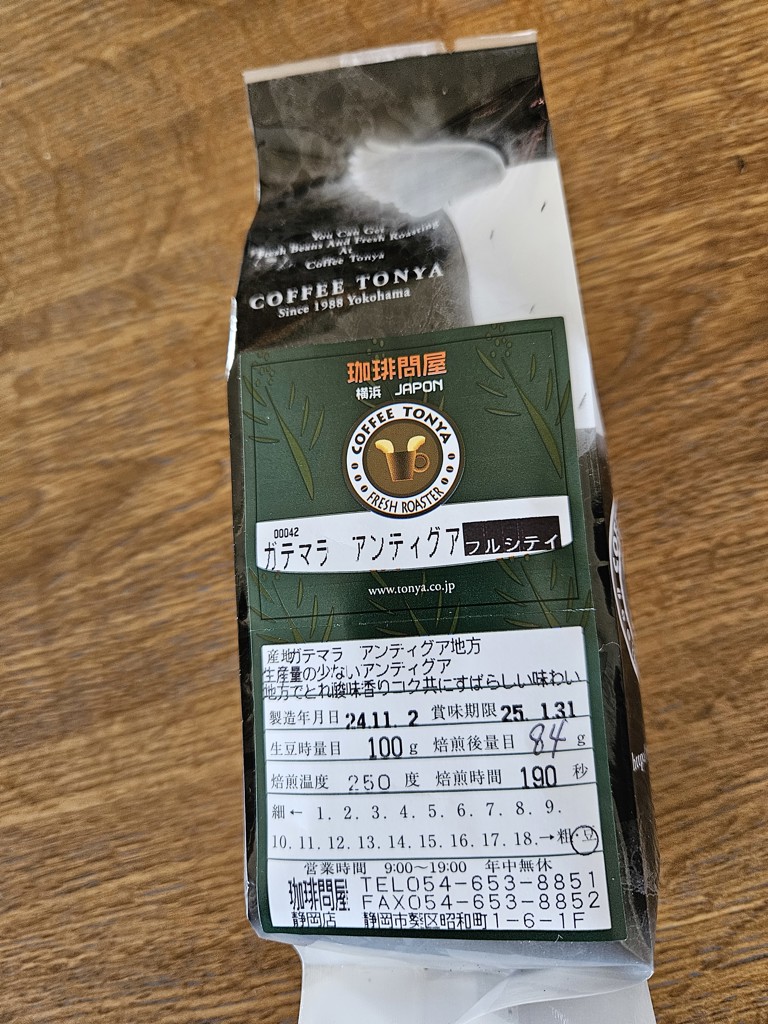 You Can Get
Fresh Beans And Fresh Roasting
At
Coffee Tonya
COFFEE TONYA
Since 1988 Yokohama
珈琲問屋
横浜 JAPON
COFFEE TONYA
FRESH ROASTER
00042
ガテマラ アンティグア フルシテイ
www.tonya.co.jp
産地ガテマラ アンディグア地方
生産量の少ないアンディグア
地方でとれ酸味香りコク共にすばらしい味わい
製造年月日 24.11. 2 賞味期限 25. 1.31
生豆時量目 100 g 焙煎後量目 84 g
焙煎温度 250 度 焙煎時間 190 秒
細← 1. 2. 3. 4. 5. 6. 7. 8. 9.
10. 11. 12. 13. 14. 15. 16. 17. 18.→粗・豆
営業時間 9:00〜19:00 年中無休
珈琲問屋 TEL054-653-8851
FAX054-653-8852
静岡店 静岡市葵区昭和町1-6-1F